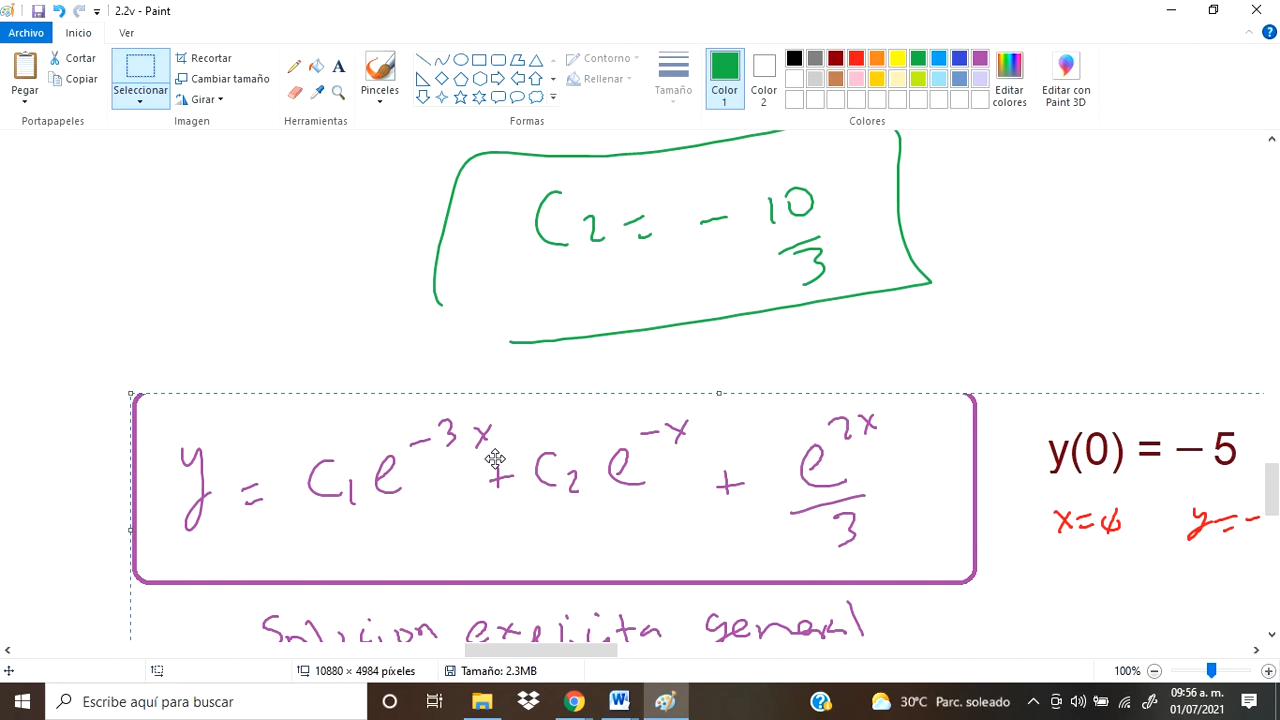 2.2v - Paint
Archivo Inicio Ver
Pegar Cortar Copiar Portapapeles
Seleccionar Recortar Cambiar tamaño Girar Imagen
Pinceles Herramientas
Contorno Rellenar Formas
Tamaño
Color 1 Color 2 Editar colores Colores
Editar con Paint 3D
C2 = - 10/3
y = C1 e^-3x + C2 e^-x + e^2x/3
y(0) = − 5
x=0 y=-
Solucion explicita general
10880 × 4984 píxeles Tamaño: 2.3MB 100%
Escribe aquí para buscar
30°C Parc. soleado 09:56 a. m.
01/07/2021